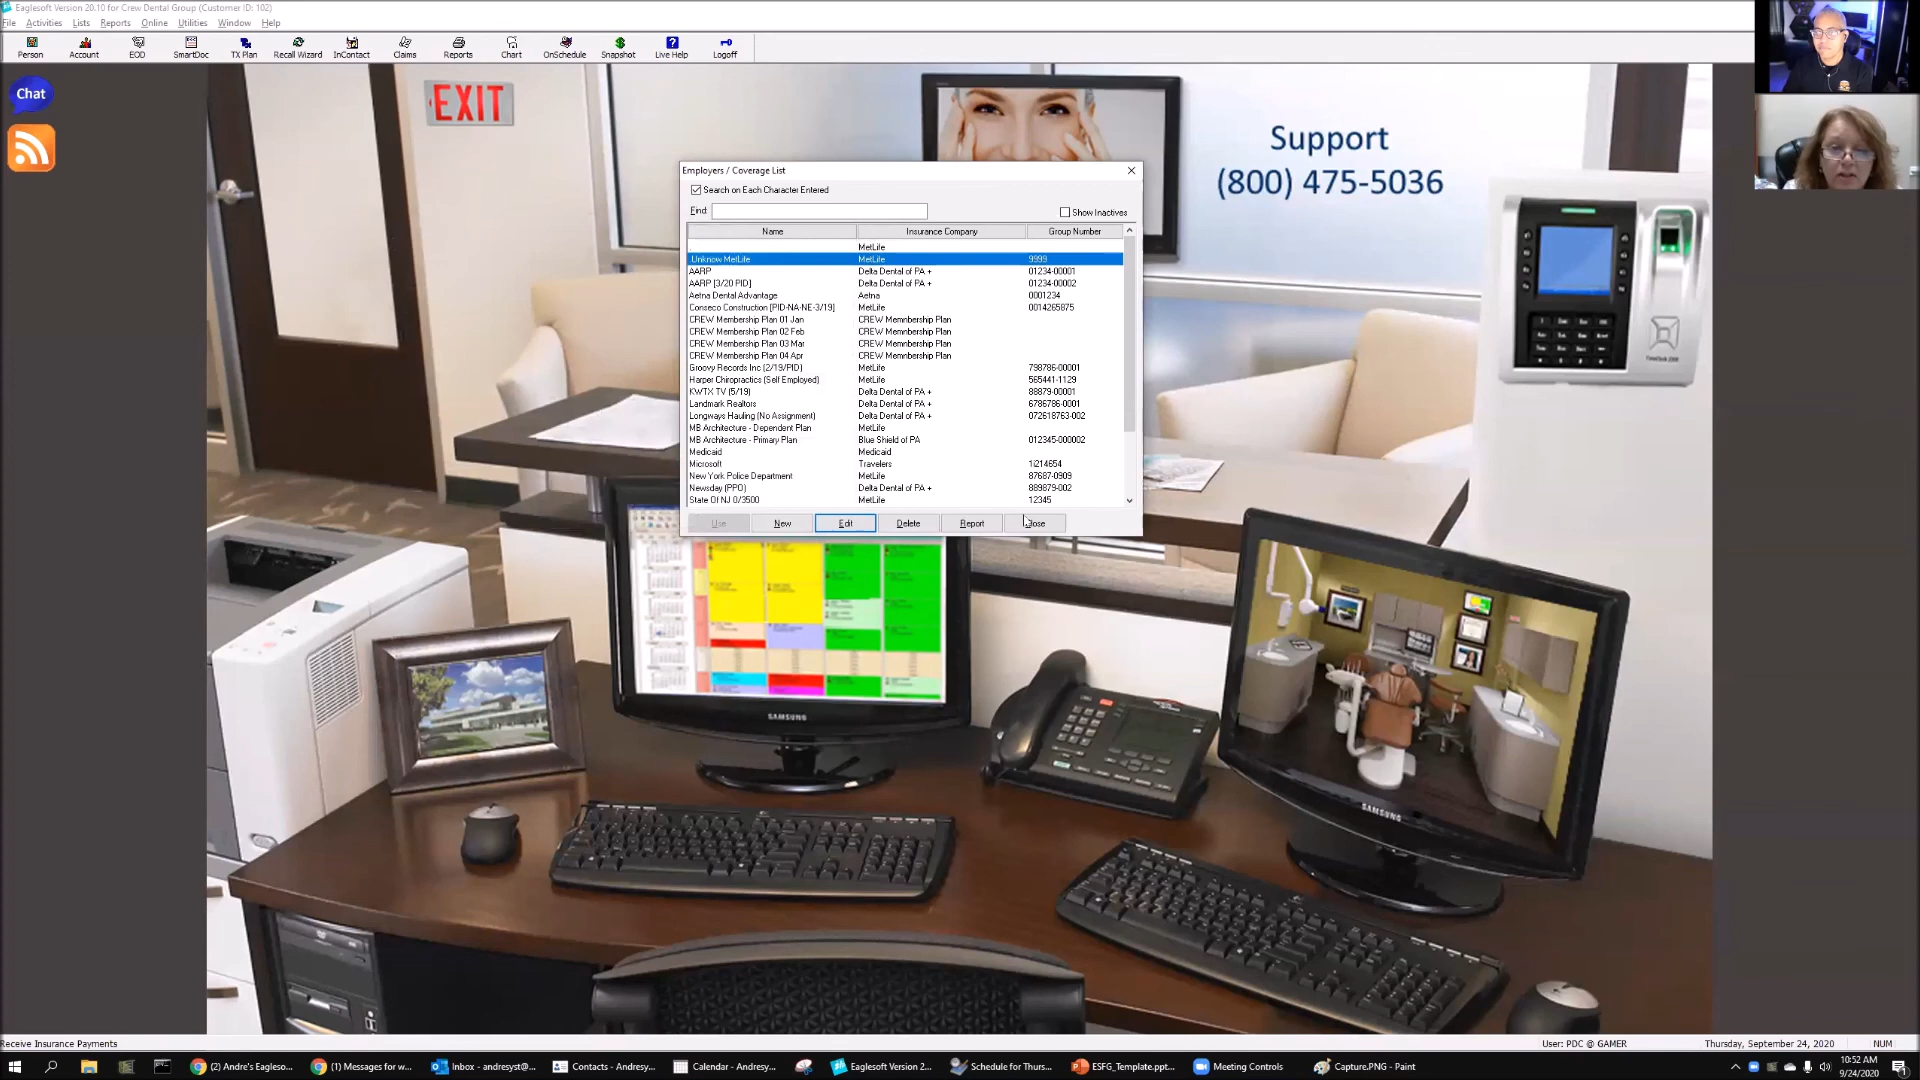 Eaglesoft Version 20.10 for Crew Dental Group (Customer ID: 102)
File Activities Lists Reports Online Utilities Window Help
Person Account EOD SmartDoc TX Plan Recall Wizard InContact Claims Reports Chart OnSchedule Snapshot Live Help Logoff
Chat
EXIT
Support
(800) 475-5036
Employers / Coverage List
Search on Each Character Entered
Find:
Show Inactives
Name Insurance Company Group Number
. MetLife
.Unknow MetLife MetLife 9999
AARP Delta Dental of PA + 01234-00001
AARP [3/20 PID] Delta Dental of PA + 01234-00002
Aetna Dental Advantage Aetna 0001234
Conseco Construction [PID-NA-NE-3/19] MetLife 0014265875
CREW Membership Plan 01 Jan CREW Memnbership Plan
CREW Membership Plan 02 Feb CREW Memnbership Plan
CREW Membership Plan 03 Mar CREW Memnbership Plan
CREW Membership Plan 04 Apr CREW Memnbership Plan
Groovy Records Inc (2/19/PID) MetLife 798786-00001
Harper Chiropractics (Self Employed) MetLife 565441-1129
KWTX TV (5/19) Delta Dental of PA + 88879-00001
Landmark Realtors Delta Dental of PA + 6786786-0001
Longways Hauling (No Assignment) Delta Dental of PA + 072618763-002
MB Architecture - Dependent Plan MetLife
MB Architecture - Primary Plan Blue Shield of PA 012345-000002
Medicaid Medicaid
Microsoft Travelers 1i214654
New York Police Department MetLife 87687-0909
Newsday (PPO) Delta Dental of PA + 889879-002
State Of NJ 0/3500 MetLife 12345
Use New Edit Delete Report Close
SAMSUNG
SAMSUNG
Receive Insurance Payments
User: PDC @ GAMER Thursday, September 24, 2020 NUM
(2) Andre's Eagleso... (1) Messages for w... Inbox - andresyst@... Contacts - Andresy... Calendar - Andresy... Eaglesoft Version 2... Schedule for Thurs... ESFG_Template.ppt... Meeting Controls Capture.PNG - Paint
10:52 AM
9/24/2020